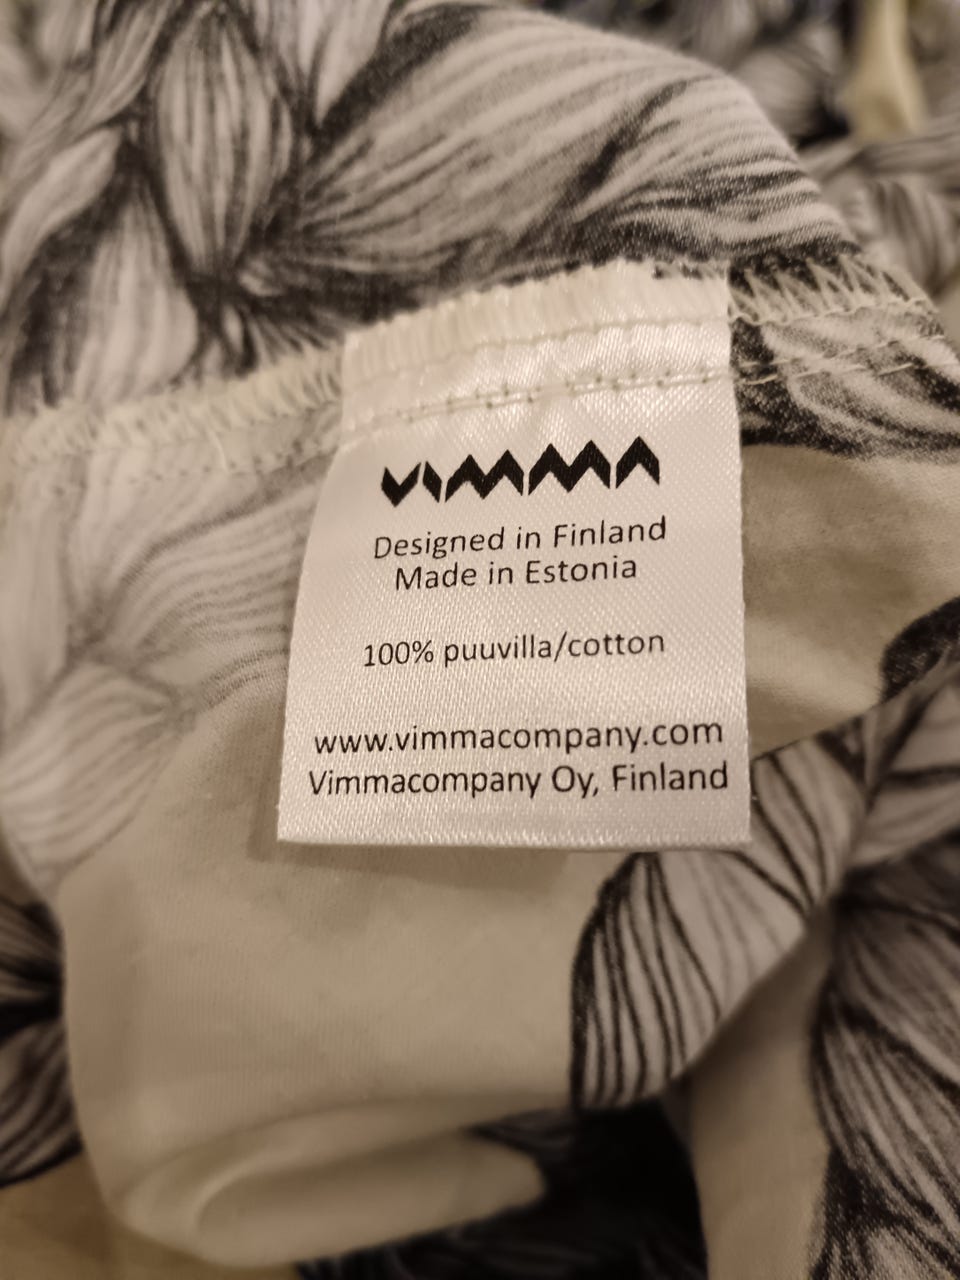 VIMMA
Designed in Finland
Made in Estonia
100% puuvilla/cotton
www.vimmacompany.com
Vimmacompany Oy, Finland